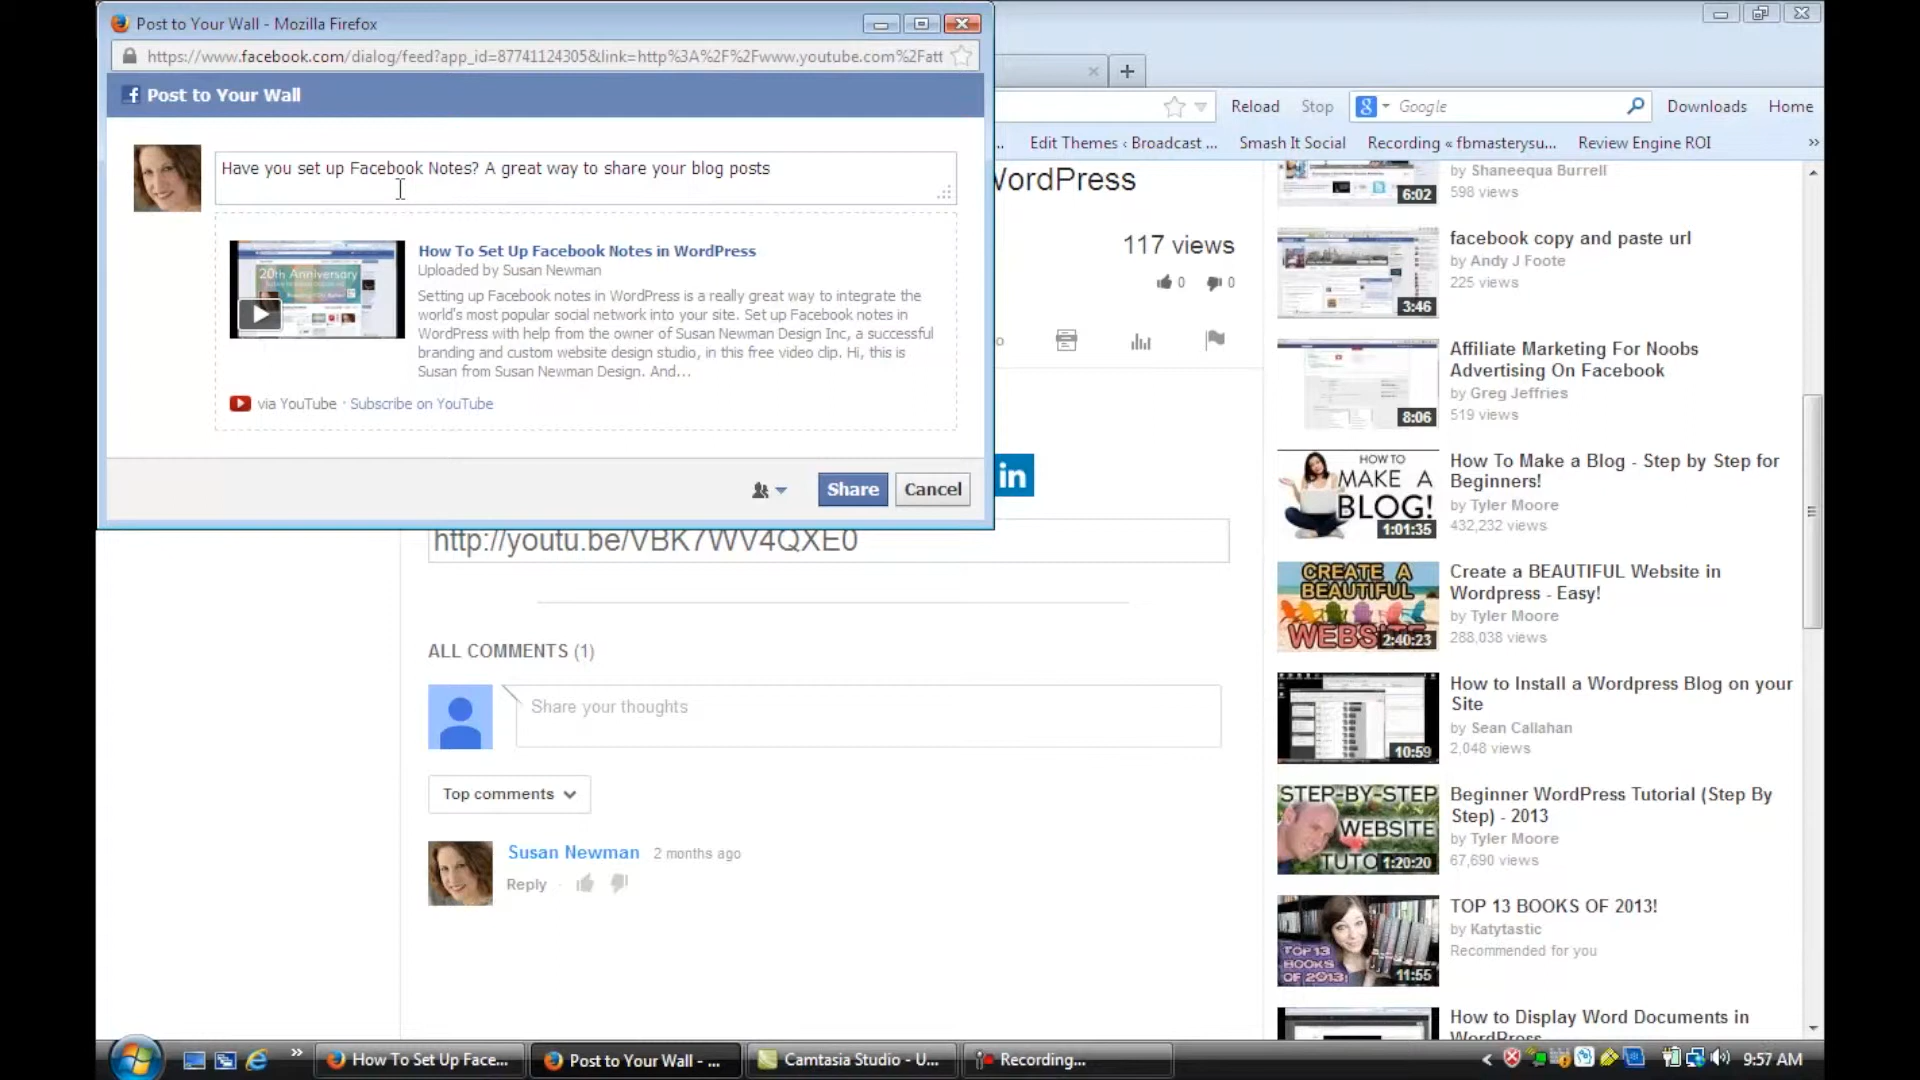 Post to Your Wall - Mozilla Firefox
https://www.facebook.com/dialog/feed?app_id=87741124305&link=http%3A%2F%2Fwww.youtube.com%2Fatt
Post to Your Wall
Have you set up Facebook Notes? A great way to share your blog posts
20th Anniversary
How To Set Up Facebook Notes in WordPress
Uploaded by Susan Newman
Setting up Facebook notes in WordPress is a really great way to integrate the
world's most popular social network into your site. Set up Facebook notes in
WordPress with help from the owner of Susan Newman Design Inc, a successful
branding and custom website design studio, in this free video clip. Hi, this is
Susan from Susan Newman Design. And...
via YouTube · Subscribe on YouTube
Share
Cancel
Reload
Stop
Google
Downloads
Home
Edit Themes ‹ Broadcast ...
Smash It Social
Recording « fbmasterysu...
Review Engine ROI
WordPress
117 views
0
0
in
http://youtu.be/VBK7WV4QXE0
ALL COMMENTS (1)
Share your thoughts
Top comments
Susan Newman 2 months ago
Reply ·
by Shaneequa Burrell
598 views
6:02
facebook copy and paste url
by Andy J Foote
225 views
3:46
Affiliate Marketing For Noobs
Advertising On Facebook
by Greg Jeffries
519 views
8:06
HOW TO
MAKE A
BLOG!
1:01:35
How To Make a Blog - Step by Step for
Beginners!
by Tyler Moore
432,232 views
CREATE A
BEAUTIFUL
WEBS
2:40:23
Create a BEAUTIFUL Website in
Wordpress - Easy!
by Tyler Moore
288,038 views
10:59
How to Install a Wordpress Blog on your
Site
by Sean Callahan
2,048 views
STEP-BY-STEP
WEBSITE
TUTO
1:20:20
Beginner WordPress Tutorial (Step By
Step) - 2013
by Tyler Moore
67,690 views
TOP 13
BOOKS
OF 2013!
11:55
TOP 13 BOOKS OF 2013!
by Katytastic
Recommended for you
How to Display Word Documents in
WordPress
How To Set Up Face...
Post to Your Wall - ...
Camtasia Studio - U...
Recording...
9:57 AM